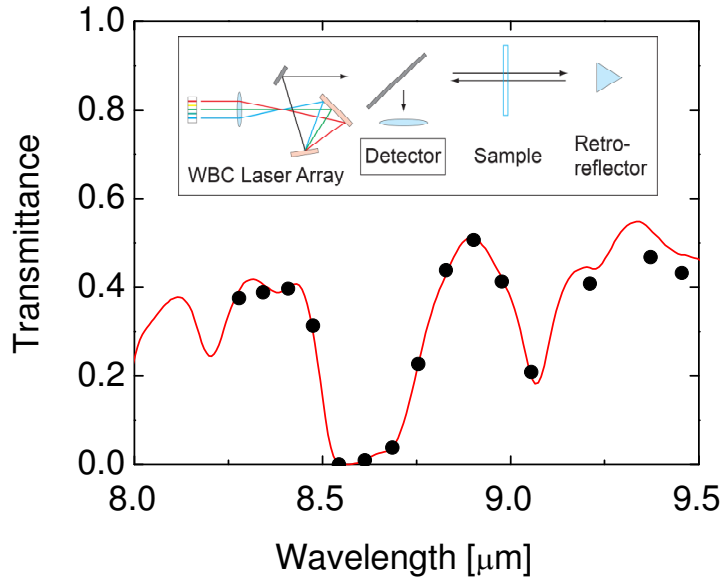 1.0
0.8
0.6
0.4
0.2
0.0
Transmittance
WBC Laser Array
Detector
Sample
Retro-
reflector
8.0 8.5 9.0 9.5
Wavelength [μm]